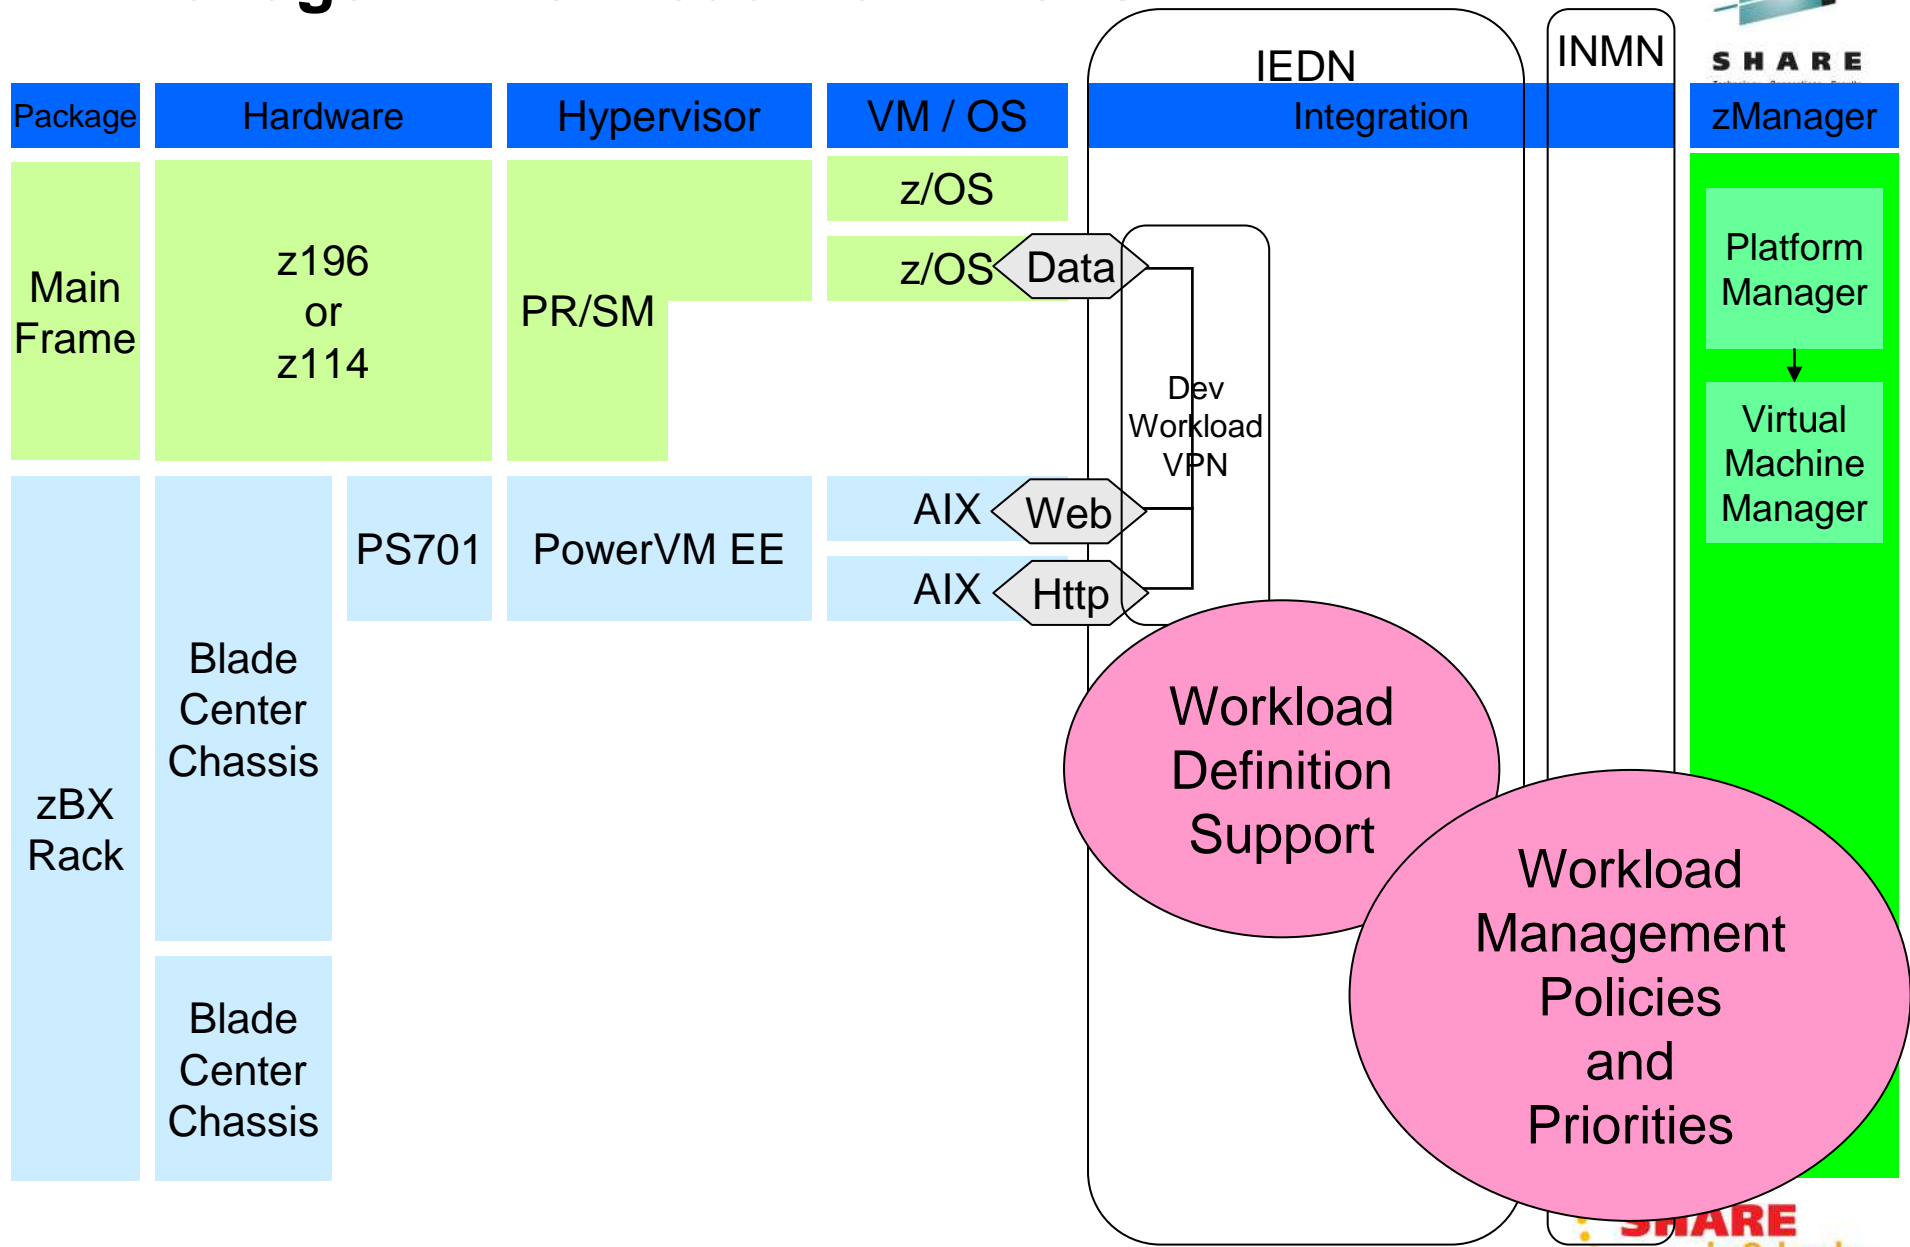 IEDN
INMN
SHARE
Package
Hardware
Hypervisor
VM / OS
Integration
zManager
Main
Frame
z196
or
z114
PR/SM
z/OS
z/OS
Data
Dev
Workload
VPN
Platform
Manager
Virtual
Machine
Manager
zBX
Rack
Blade
Center
Chassis
PS701
PowerVM EE
AIX
Web
AIX
Http
Blade
Center
Chassis
Workload
Definition
Support
Workload
Management
Policies
and
Priorities
SHARE